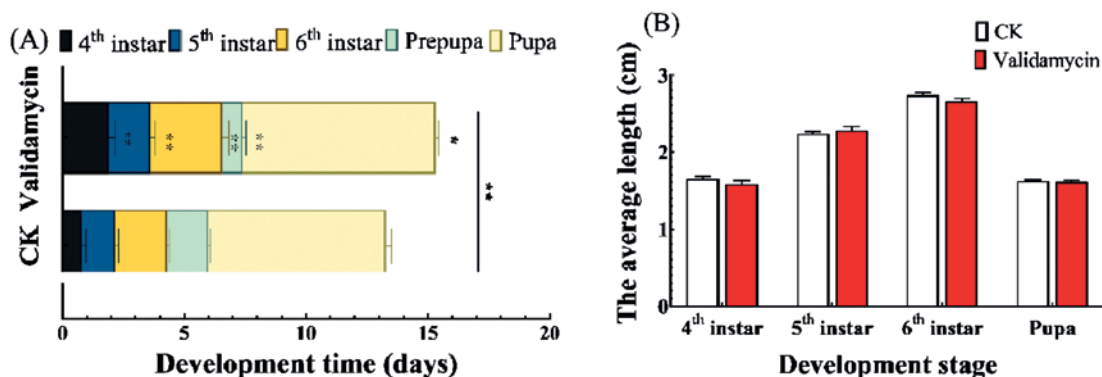 (A) 4th instar 5th instar 6th instar Prepupa Pupa
Validamycin
CK
** ** ** ** *
**
0 5 10 15 20
Development time (days)
(B)
CK
Validamycin
The average length (cm)
3
2
1
0
4th instar 5th instar 6th instar Pupa
Development stage